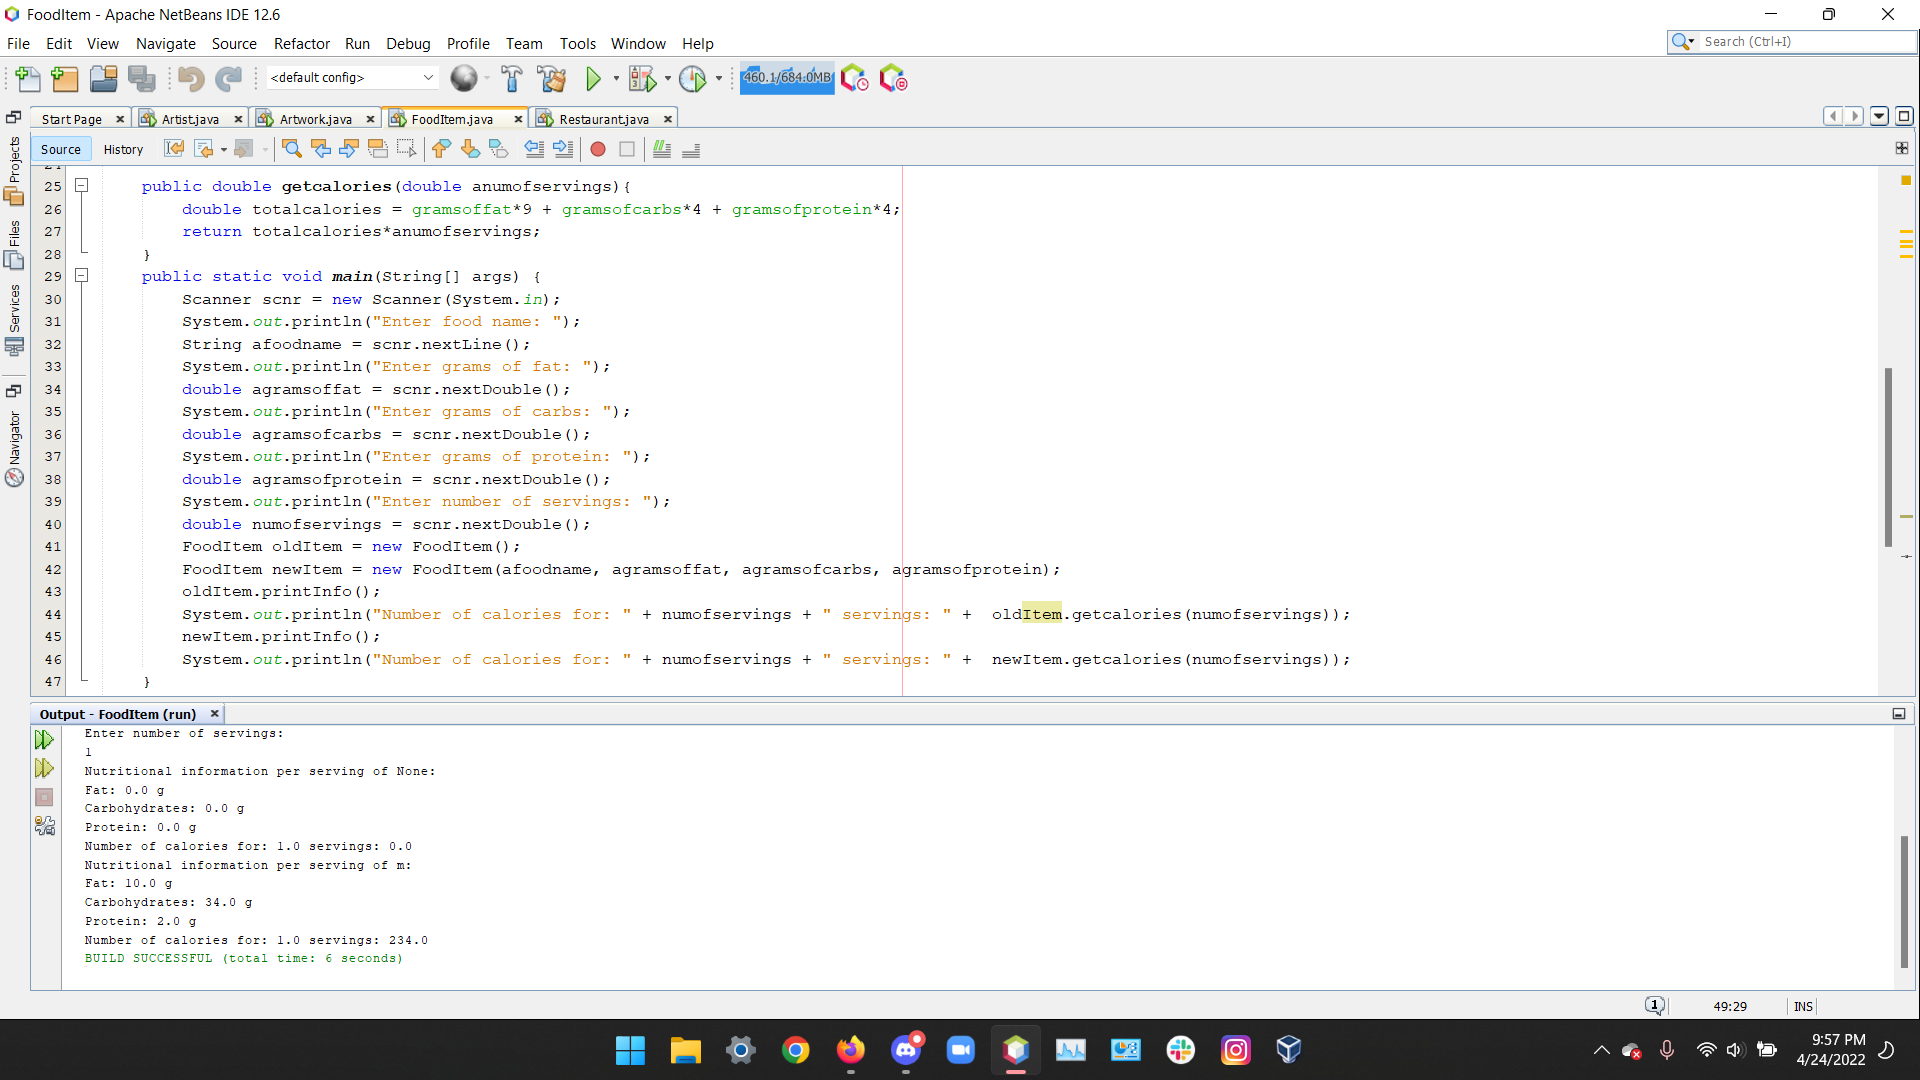 FoodItem - Apache NetBeans IDE 12.6
File Edit View Navigate Source Refactor Run Debug Profile Team Tools Window Help
Search (Ctrl+I)
<default config>
460.1/684.0MB
Start Page Artist.java Artwork.java FoodItem.java Restaurant.java
Source History
Projects
Files
Services
Navigator
25 public double getcalories(double anumofservings){
26 double totalcalories = gramsoffat*9 + gramsofcarbs*4 + gramsofprotein*4;
27 return totalcalories*anumofservings;
28 }
29 public static void main(String[] args) {
30 Scanner scnr = new Scanner(System.in);
31 System.out.println("Enter food name: ");
32 String afoodname = scnr.nextLine();
33 System.out.println("Enter grams of fat: ");
34 double agramsoffat = scnr.nextDouble();
35 System.out.println("Enter grams of carbs: ");
36 double agramsofcarbs = scnr.nextDouble();
37 System.out.println("Enter grams of protein: ");
38 double agramsofprotein = scnr.nextDouble();
39 System.out.println("Enter number of servings: ");
40 double numofservings = scnr.nextDouble();
41 FoodItem oldItem = new FoodItem();
42 FoodItem newItem = new FoodItem(afoodname, agramsoffat, agramsofcarbs, agramsofprotein);
43 oldItem.printInfo();
44 System.out.println("Number of calories for: " + numofservings + " servings: " +  oldItem.getcalories(numofservings));
45 newItem.printInfo();
46 System.out.println("Number of calories for: " + numofservings + " servings: " +  newItem.getcalories(numofservings));
47 }
Output - FoodItem (run)
Enter number of servings:
1
Nutritional information per serving of None:
Fat: 0.0 g
Carbohydrates: 0.0 g
Protein: 0.0 g
Number of calories for: 1.0 servings: 0.0
Nutritional information per serving of m:
Fat: 10.0 g
Carbohydrates: 34.0 g
Protein: 2.0 g
Number of calories for: 1.0 servings: 234.0
BUILD SUCCESSFUL (total time: 6 seconds)
1 49:29 INS
9:57 PM
4/24/2022